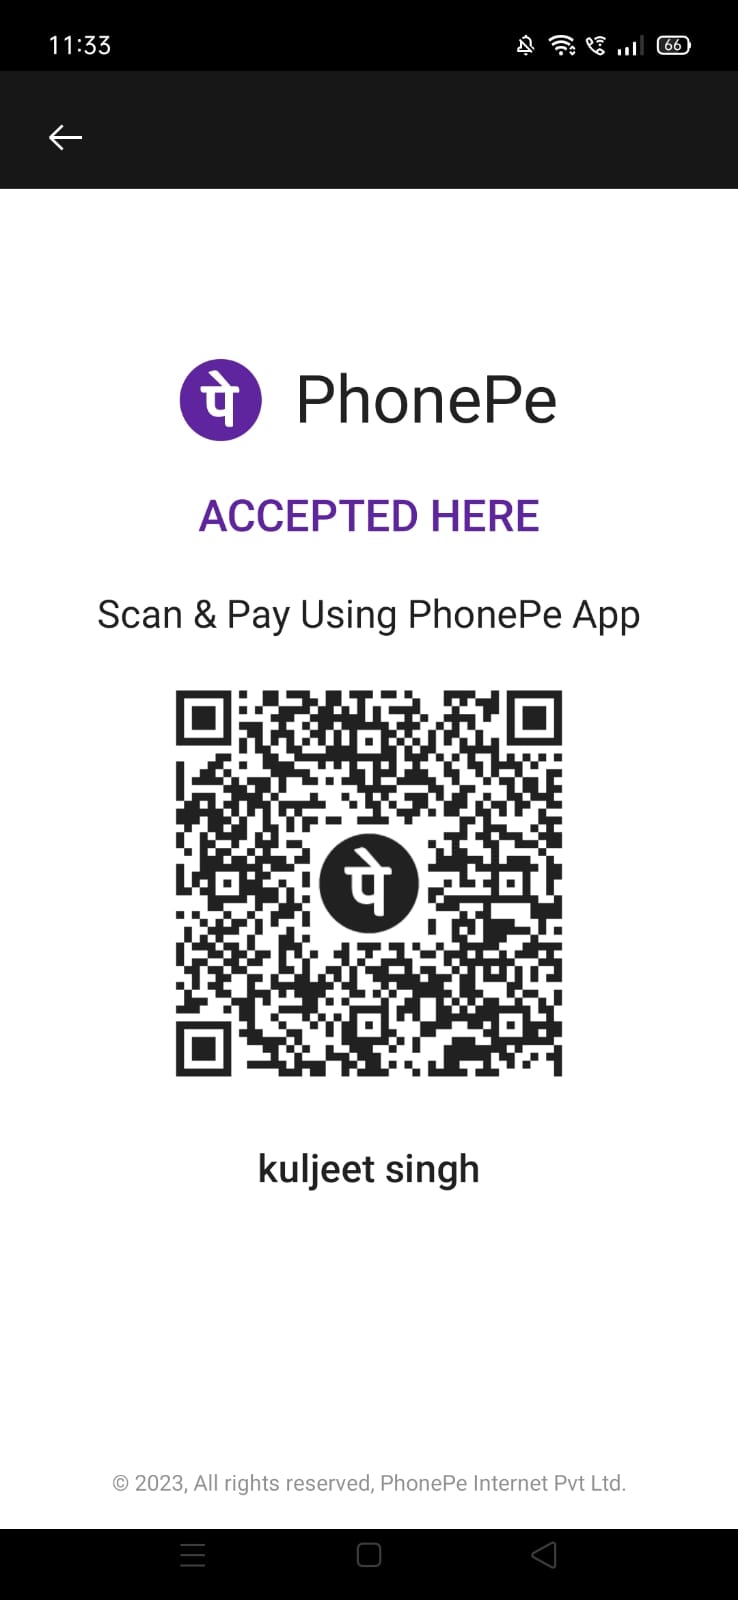 11:33
66
पे PhonePe
ACCEPTED HERE
Scan & Pay Using PhonePe App
पे
kuljeet singh
© 2023, All rights reserved, PhonePe Internet Pvt Ltd.